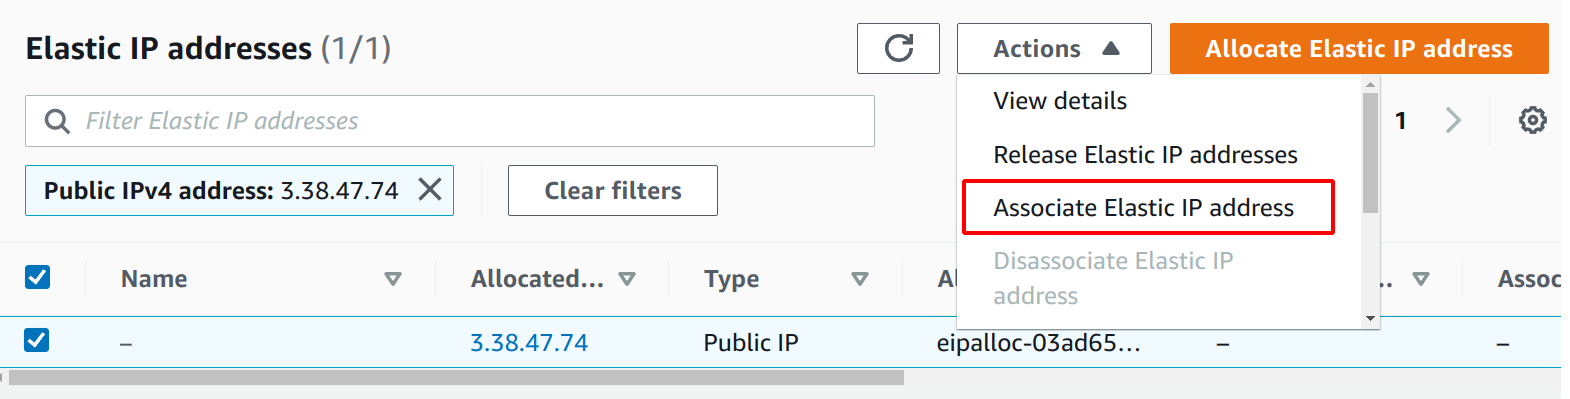 Elastic IP addresses (1/1)
Actions
Allocate Elastic IP address
Filter Elastic IP addresses
View details
1
Release Elastic IP addresses
Public IPv4 address: 3.38.47.74
Clear filters
Associate Elastic IP address
Disassociate Elastic IP
address
Name
Allocated...
Type
Al
..
Assoc
–
3.38.47.74
Public IP
eipalloc-03ad65...
–
–